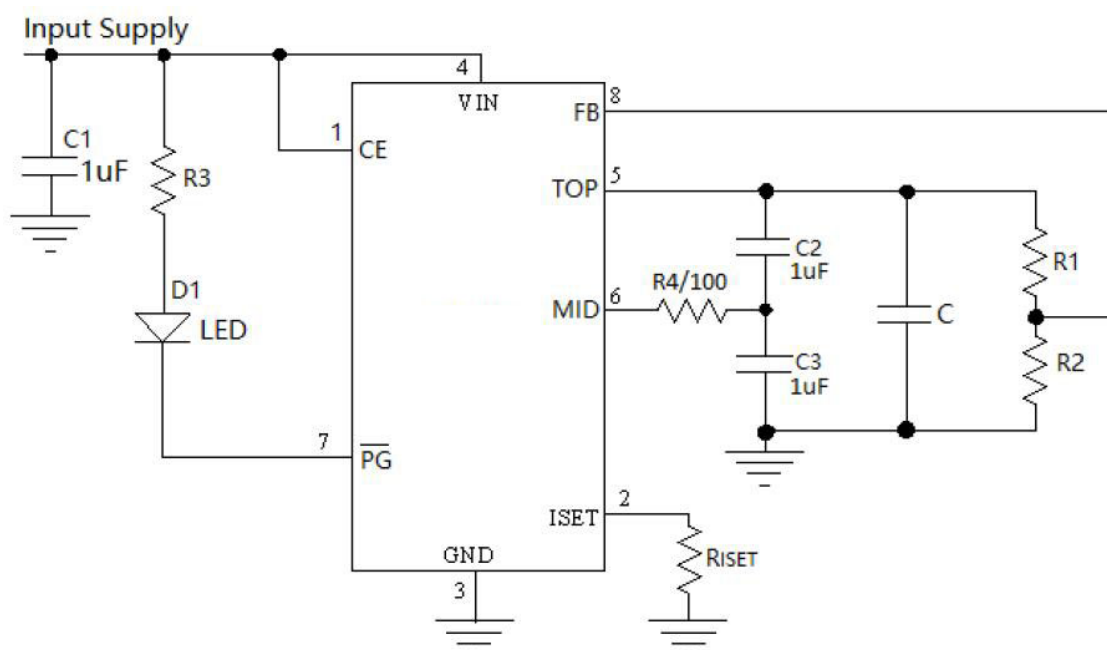 Input Supply
4
VIN
8
FB
1
CE
C1
1uF
R3
5
TOP
C2
1uF
R1
D1
R4/100
6
MID
C
LED
C3
1uF
R2
7
PG
2
ISET
GND
RISET
3